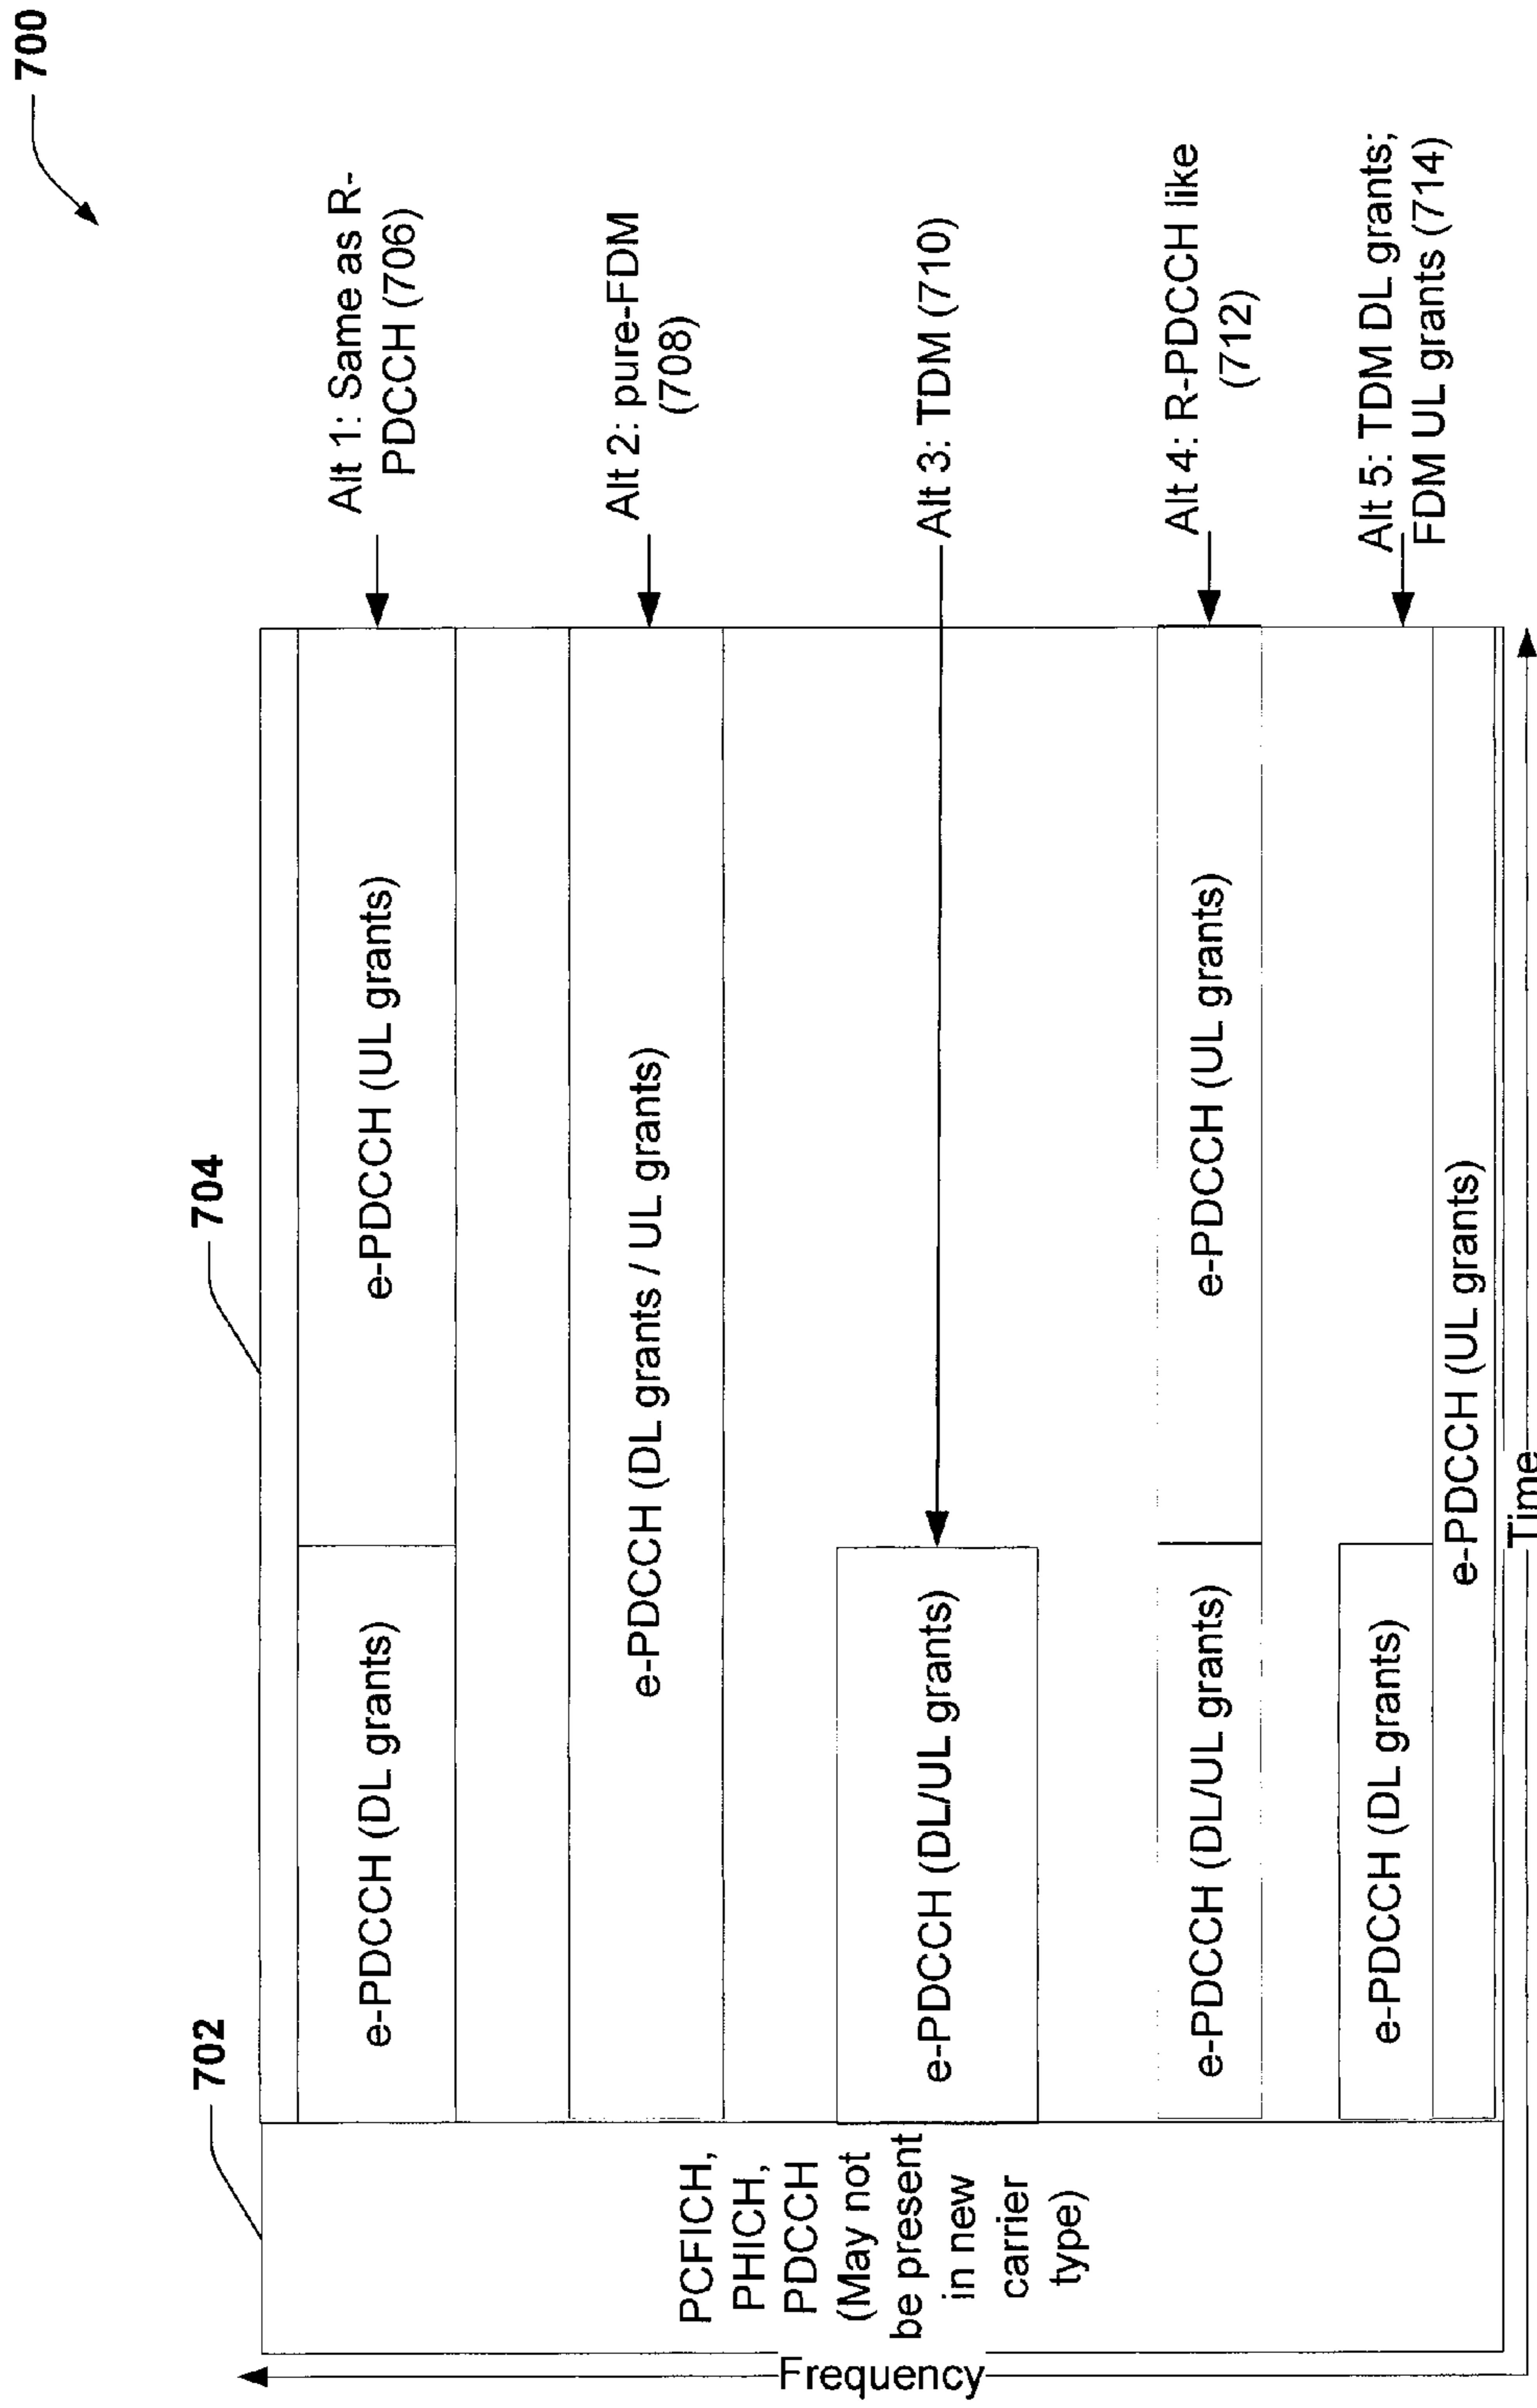 700
702
704
PCFICH,
PHICH,
PDCCH
(May not
be present
in new
carrier
type)
e-PDCCH (DL grants)
e-PDCCH (UL grants)
Alt 1: Same as R-
PDCCH (706)
e-PDCCH (DL grants / UL grants)
Alt 2: pure-FDM
(708)
e-PDCCH (DL/UL grants)
Alt 3: TDM (710)
e-PDCCH (DL/UL grants)
e-PDCCH (UL grants)
Alt 4: R-PDCCH like
(712)
e-PDCCH (DL grants)
e-PDCCH (UL grants)
Alt 5: TDM DL grants;
FDM UL grants (714)
Frequency
Time